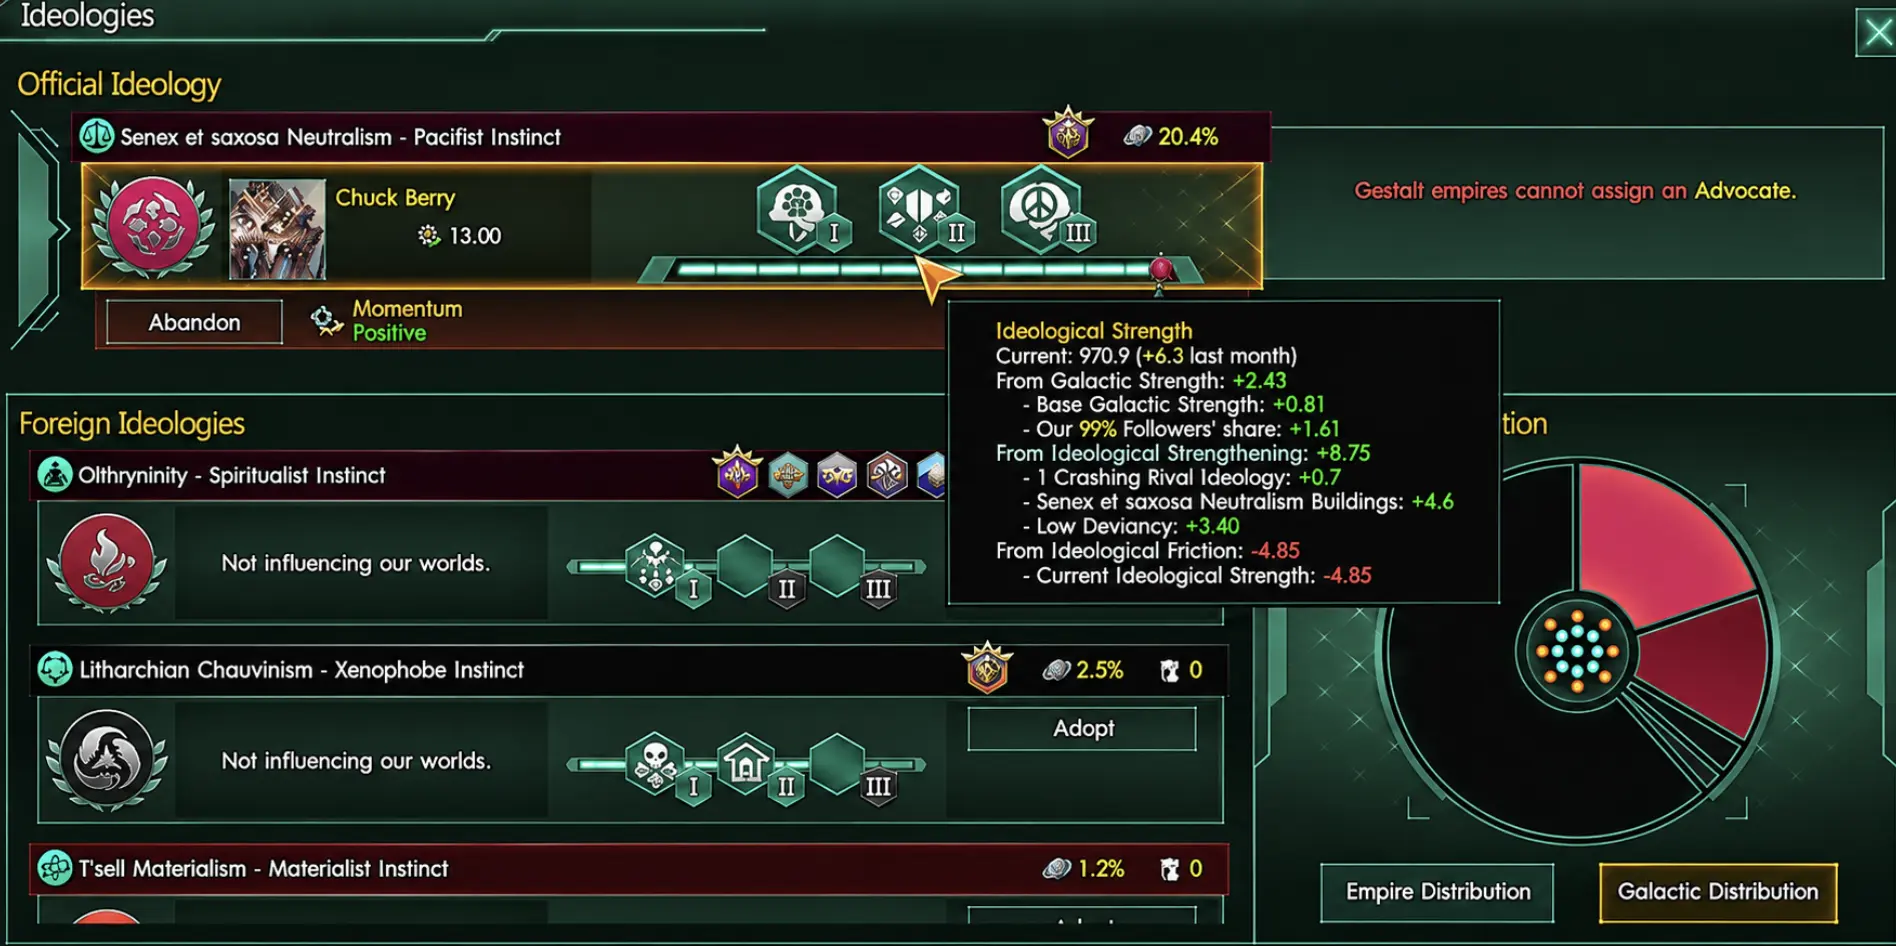 Ideologies
Official Ideology
Senex et saxosa Neutralism - Pacifist Instinct
20.4%
Chuck Berry
13.00
I
II
III
Gestalt empires cannot assign an Advocate.
Abandon
Momentum
Positive
Ideological Strength
Current: 970.9 (+6.3 last month)
From Galactic Strength: +2.43
- Base Galactic Strength: +0.81
- Our 99% Followers' share: +1.61
From Ideological Strengthening: +8.75
- 1 Crashing Rival Ideology: +0.7
- Senex et saxosa Neutralism Buildings: +4.6
- Low Deviancy: +3.40
From Ideological Friction: -4.85
- Current Ideological Strength: -4.85
Foreign Ideologies
Olthryninity - Spiritualist Instinct
Not influencing our worlds.
I
II
III
Litharchian Chauvinism - Xenophobe Instinct
2.5%
0
Not influencing our worlds.
I
II
III
Adopt
T'sell Materialism - Materialist Instinct
1.2%
0
tion
Empire Distribution
Galactic Distribution